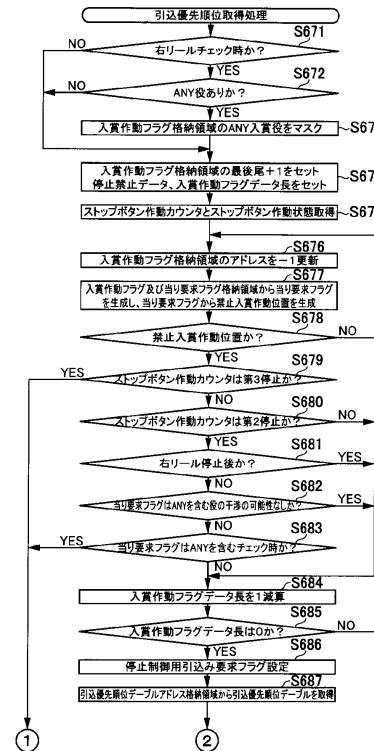 引込優先順位取得処理
S671
右リールチェック時か?
NO
YES
S672
ANY役ありか?
NO
YES
入賞作動フラグ格納領域のANY入賞役をマスク
S67
入賞作動フラグ格納領域の最後尾+1をセット
停止禁止データ、入賞作動フラグデータ長をセット
S67
ストップボタン作動カウンタとストップボタン作動状態取得
S67
S676
入賞作動フラグ格納領域のアドレスを−1更新
S677
入賞作動フラグ及び当り要求フラグ格納領域から当り要求フラグ
を生成し、当り要求フラグから禁止入賞作動位置を生成
S678
禁止入賞作動位置か?
NO
YES
S679
YES
ストップボタン作動カウンタは第3停止か?
NO
S680
ストップボタン作動カウンタは第2停止か?
NO
YES
S681
右リール停止後か?
YES
NO
S682
当り要求フラグはANYを含む役の干渉の可能性なしか?
YES
NO
S683
YES
当り要求フラグはANYを含むチェック時か?
NO
S684
入賞作動フラグデータ長を1減算
S685
入賞作動フラグデータ長は0か?
NO
YES
S686
停止制御用引込み要求フラグ設定
S687
引込優先順位テーブルアドレス格納領域から引込優先順位テーブルを取得
1
2